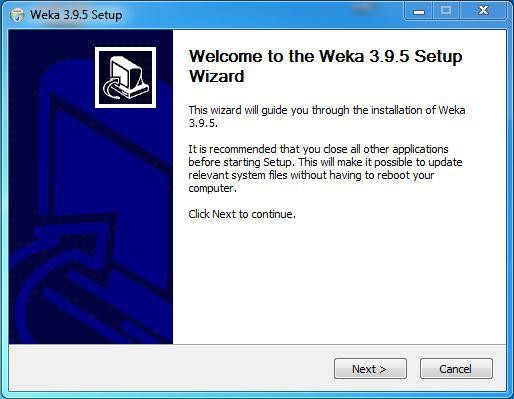 Weka 3.9.5 Setup
Welcome to the Weka 3.9.5 Setup
Wizard
This wizard will guide you through the installation of Weka
3.9.5.
It is recommended that you close all other applications
before starting Setup. This will make it possible to update
relevant system files without having to reboot your
computer.
Click Next to continue.
Next >
Cancel